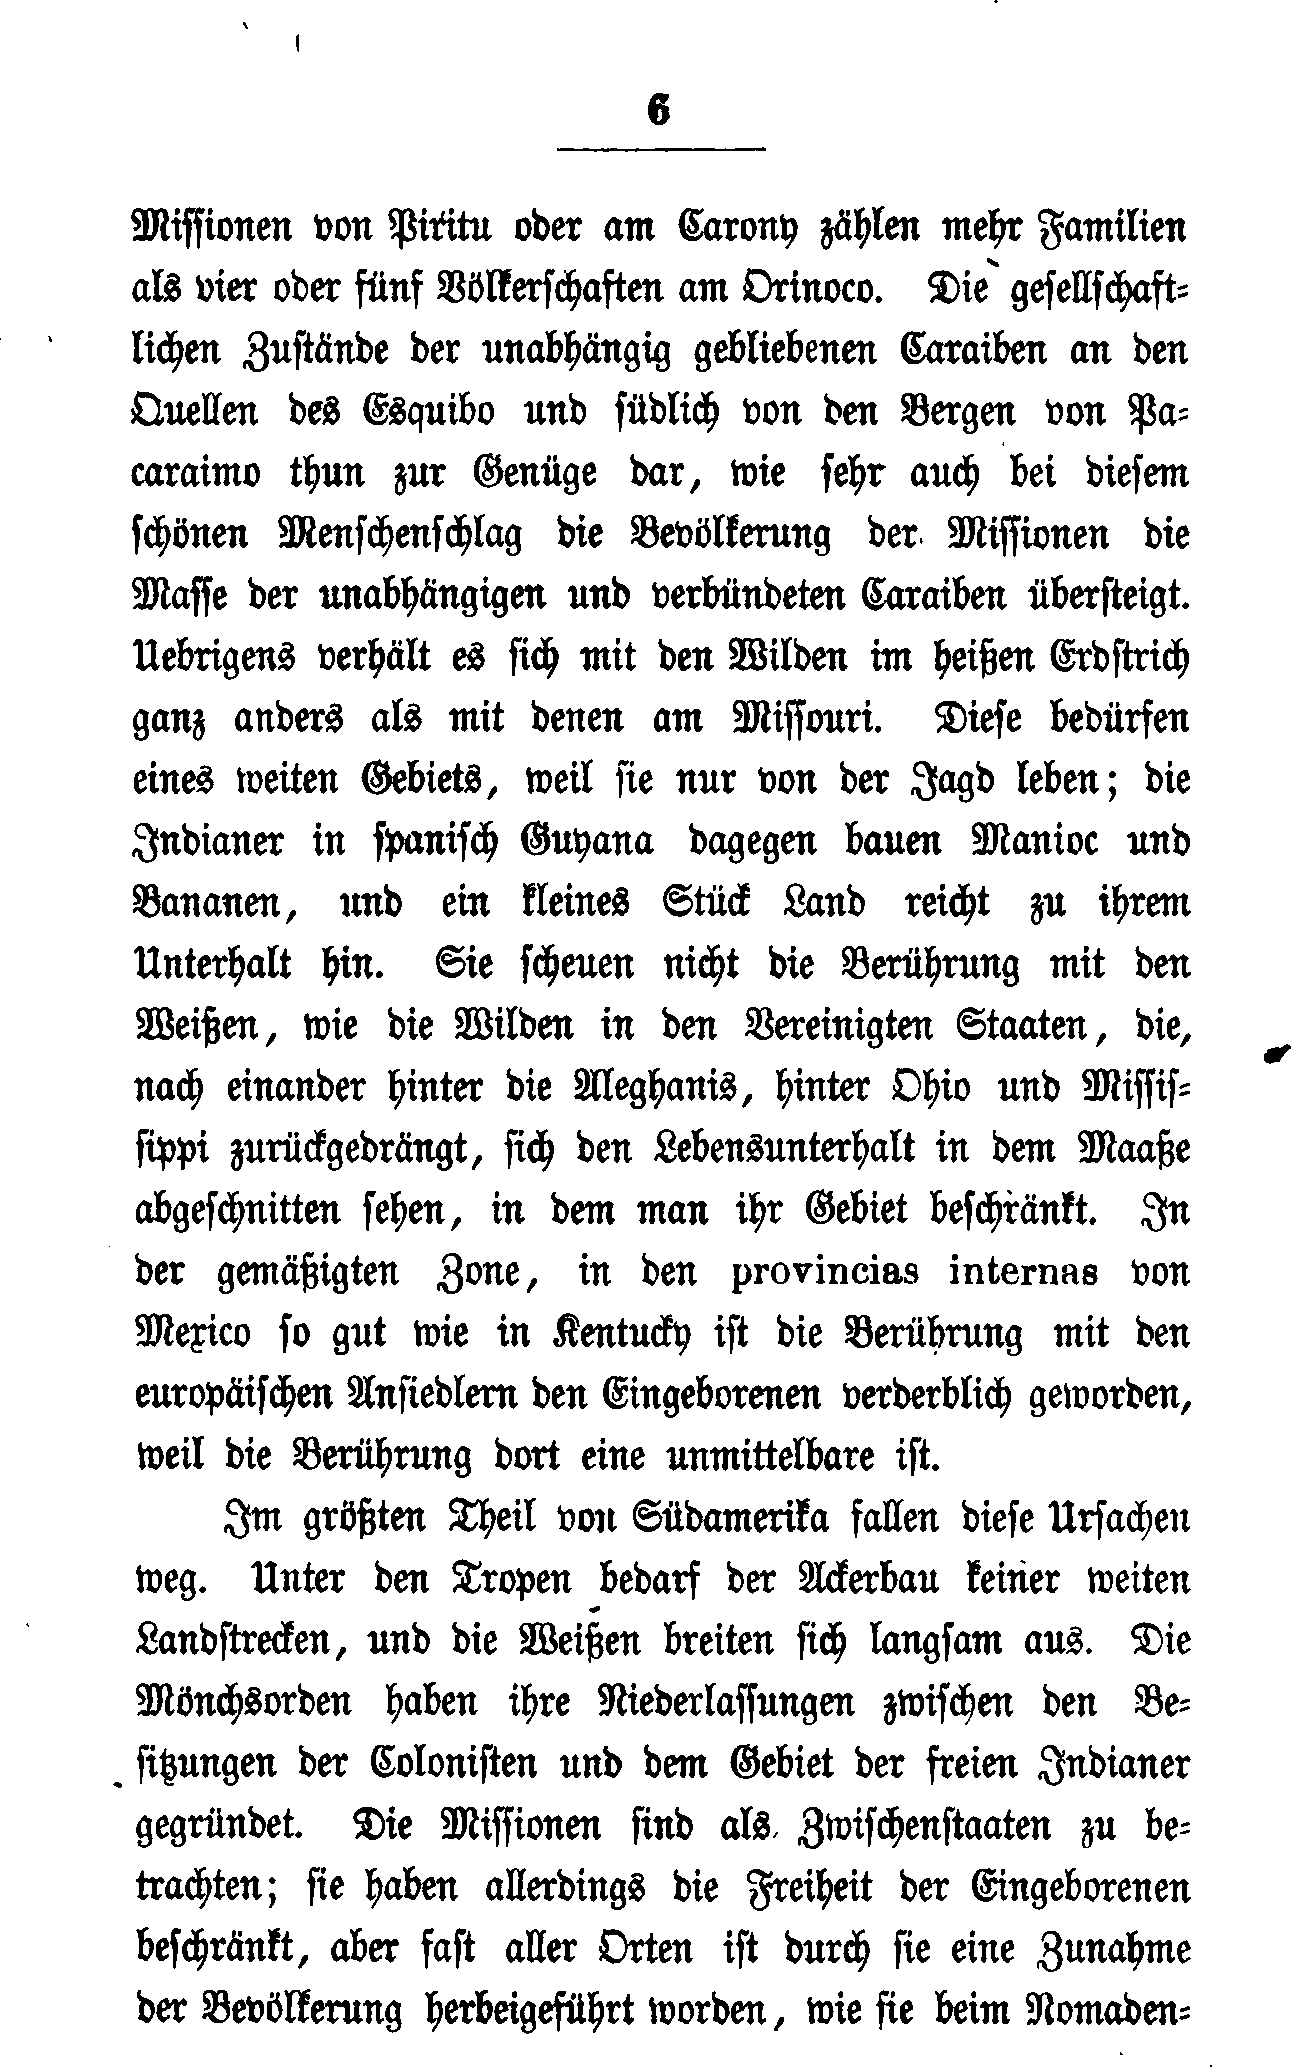 6
Missionen von Piritu oder am Carony zählen mehr Familien
als vier oder fünf Völkerschaften am Orinoco. Die gesellschaft-
lichen Zustände der unabhängig gebliebenen Caraiben an den
Quellen des Esquibo und südlich von den Bergen von Pa-
caraimo thun zur Genüge dar, wie sehr auch bei diesem
schönen Menschenschlag die Bevölkerung der Missionen die
Masse der unabhängigen und verbündeten Caraiben übersteigt.
Uebrigens verhält es sich mit den Wilden im heißen Erdstrich
ganz anders als mit denen am Missouri. Diese bedürfen
eines weiten Gebiets, weil sie nur von der Jagd leben; die
Indianer in spanisch Guyana dagegen bauen Manioc und
Bananen, und ein kleines Stück Land reicht zu ihrem
Unterhalt hin. Sie scheuen nicht die Berührung mit den
Weißen, wie die Wilden in den Vereinigten Staaten, die,
nach einander hinter die Aleghanis, hinter Ohio und Missis-
sippi zurückgedrängt, sich den Lebensunterhalt in dem Maaße
abgeschnitten sehen, in dem man ihr Gebiet beschränkt. In
der gemäßigten Zone, in den provincias internas von
Mexico so gut wie in Kentucky ist die Berührung mit den
europäischen Ansiedlern den Eingeborenen verderblich geworden,
weil die Berührung dort eine unmittelbare ist.
Im größten Theil von Südamerika fallen diese Ursachen
weg. Unter den Tropen bedarf der Ackerbau keiner weiten
Landstrecken, und die Weißen breiten sich langsam aus. Die
Mönchsorden haben ihre Niederlassungen zwischen den Be-
sitzungen der Colonisten und dem Gebiet der freien Indianer
gegründet. Die Missionen sind als Zwischenstaaten zu be-
trachten; sie haben allerdings die Freiheit der Eingeborenen
beschränkt, aber fast aller Orten ist durch sie eine Zunahme
der Bevölkerung herbeigeführt worden, wie sie beim Nomaden-